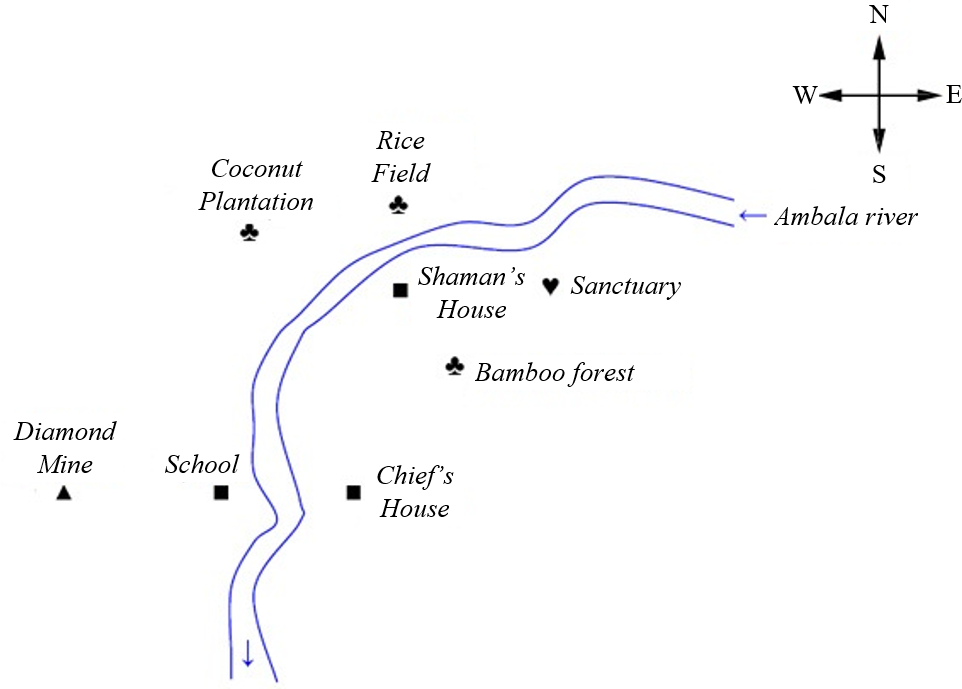 N
W
E
S
Rice
Field
Coconut
Plantation
← Ambala river
Shaman's
House
Sanctuary
Bamboo forest
Diamond
Mine
School
Chief's
House